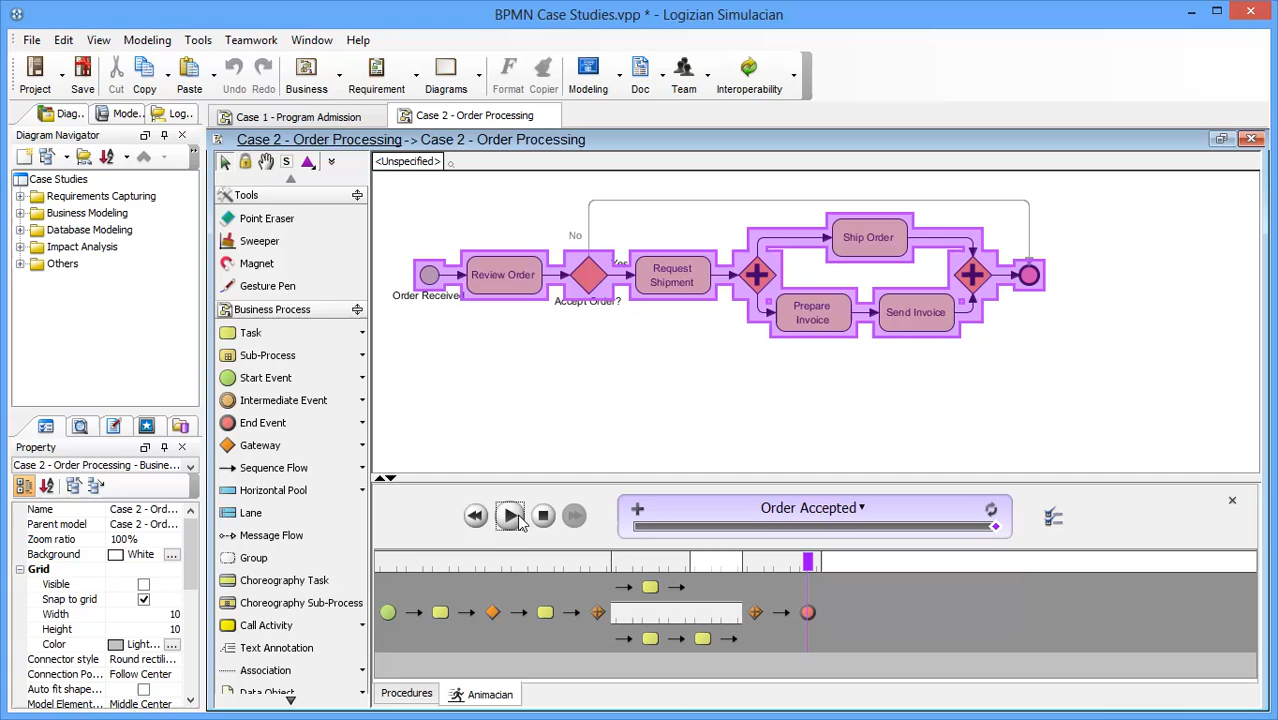 BPMN Case Studies.vpp * - Logizian Simulacian
File Edit View Modeling Tools Teamwork Window Help
Project Save Cut Copy Paste Undo Redo Business Requirement Diagrams Format Copier Modeling Doc Team Interoperability
Diag.. Mode.. Log.. Case 1 - Program Admission Case 2 - Order Processing
Diagram Navigator
Case 2 - Order Processing -> Case 2 - Order Processing
<Unspecified>
S
Case Studies
Requirements Capturing
Business Modeling
Database Modeling
Impact Analysis
Others
Tools
Point Eraser
Sweeper
Magnet
Gesture Pen
Business Process
Task
Sub-Process
Start Event
Intermediate Event
End Event
Gateway
Sequence Flow
Horizontal Pool
Lane
Message Flow
Group
Choreography Task
Choreography Sub-Process
Call Activity
Text Annotation
Association
Data Object
No
Ship Order
Yes
Review Order
Request
Shipment
Order Received
Accept Order?
Prepare
Invoice
Send Invoice
Property
Case 2 - Order Processing - Busine...
Name Case 2 - Order...
Parent model Case 2 - Order...
Zoom ratio 100%
Background White ...
Grid
Visible
Snap to grid
Width 10
Height 10
Color Light... ...
Connector style Round rectili...
Connection Po... Follow Center
Auto fit shape...
Model Elemen... Middle Center
Order Accepted
Procedures Animacian